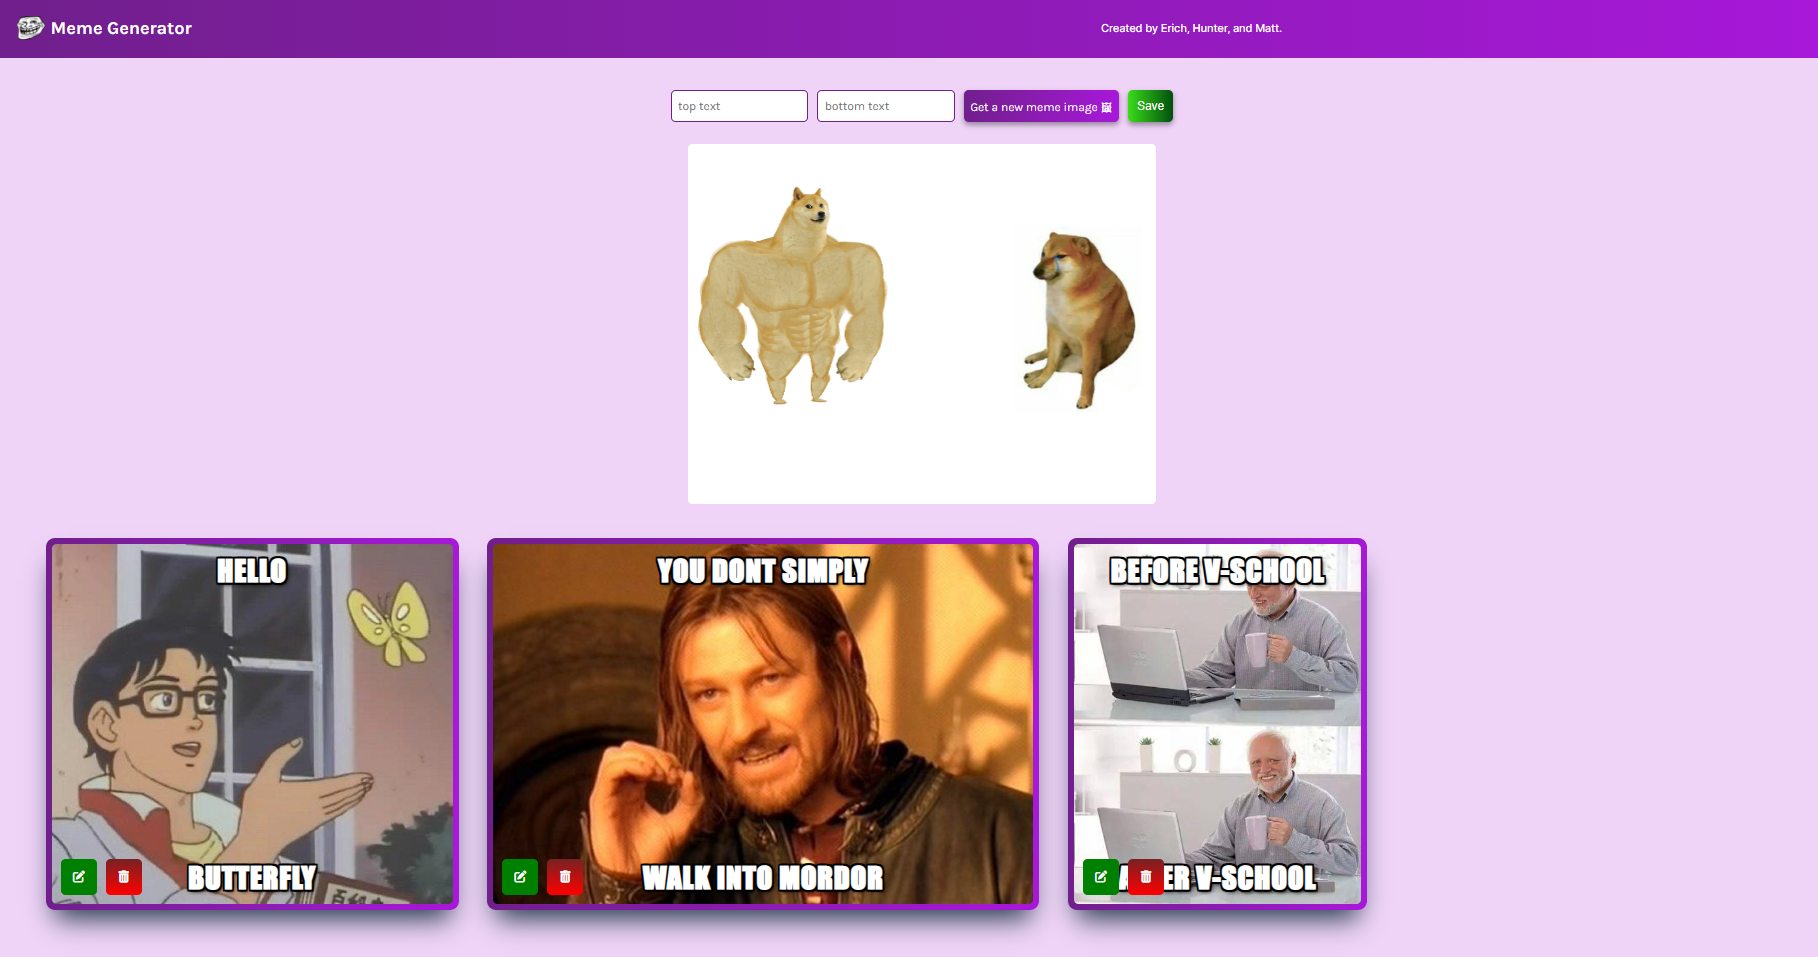 Meme Generator
Created by Erich, Hunter, and Matt.
top text
bottom text
Get a new meme image
Save
HELLO
BUTTERFLY
YOU DONT SIMPLY
WALK INTO MORDOR
BEFORE V-SCHOOL
ER V-SCHOOL